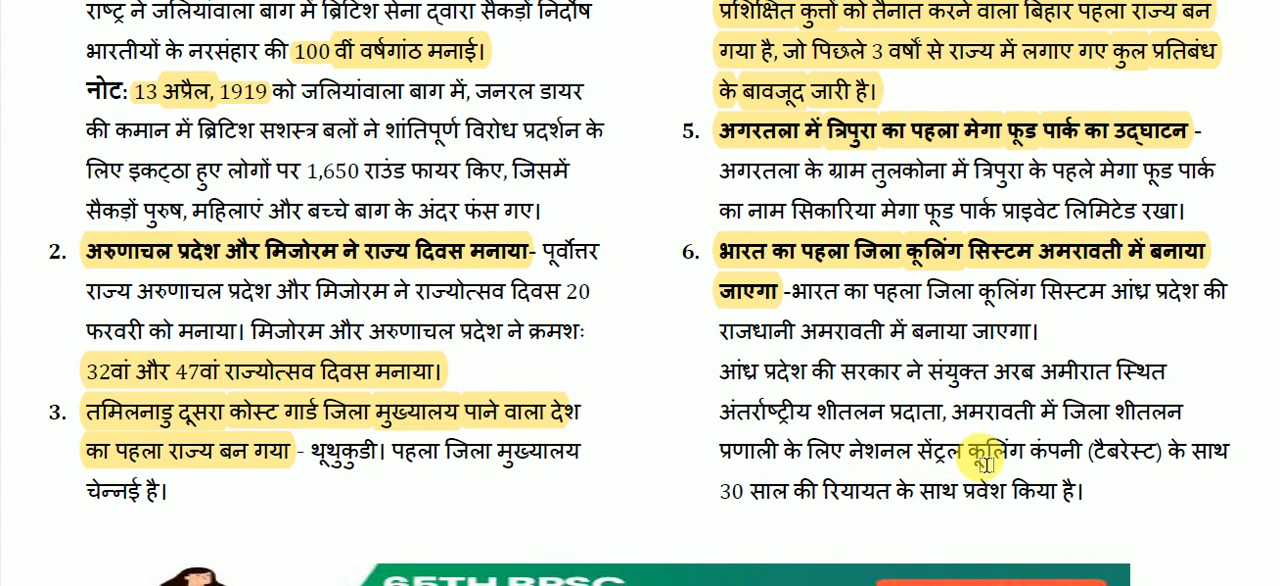 राष्ट्र ने जलियांवाला बाग में ब्रिटिश सेना द्वारा सैकड़ों निर्दोष
भारतीयों के नरसंहार की 100 वीं वर्षगांठ मनाई।
नोट: 13 अप्रैल, 1919 को जलियांवाला बाग में, जनरल डायर
की कमान में ब्रिटिश सशस्त्र बलों ने शांतिपूर्ण विरोध प्रदर्शन के
लिए इकट्ठा हुए लोगों पर 1,650 राउंड फायर किए, जिसमें
सैकड़ों पुरुष, महिलाएं और बच्चे बाग के अंदर फंस गए।
2. अरुणाचल प्रदेश और मिजोरम ने राज्य दिवस मनाया- पूर्वोत्तर
राज्य अरुणाचल प्रदेश और मिजोरम ने राज्योत्सव दिवस 20
फरवरी को मनाया। मिजोरम और अरुणाचल प्रदेश ने क्रमशः
32वां और 47वां राज्योत्सव दिवस मनाया।
3. तमिलनाडु दूसरा कोस्ट गार्ड जिला मुख्यालय पाने वाला देश
का पहला राज्य बन गया - थूथुकुडी। पहला जिला मुख्यालय
चेन्नई है।
प्रशिक्षित कुत्तों को तैनात करने वाला बिहार पहला राज्य बन
गया है, जो पिछले 3 वर्षों से राज्य में लगाए गए कुल प्रतिबंध
के बावजूद जारी है।
5. अगरतला में त्रिपुरा का पहला मेगा फूड पार्क का उद्घाटन -
अगरतला के ग्राम तुलकोना में त्रिपुरा के पहले मेगा फूड पार्क
का नाम सिकारिया मेगा फूड पार्क प्राइवेट लिमिटेड रखा।
6. भारत का पहला जिला कूलिंग सिस्टम अमरावती में बनाया
जाएगा -भारत का पहला जिला कूलिंग सिस्टम आंध्र प्रदेश की
राजधानी अमरावती में बनाया जाएगा।
आंध्र प्रदेश की सरकार ने संयुक्त अरब अमीरात स्थित
अंतर्राष्ट्रीय शीतलन प्रदाता, अमरावती में जिला शीतलन
प्रणाली के लिए नेशनल सेंट्रल कूलिंग कंपनी (टैबरेस्ट) के साथ
30 साल की रियायत के साथ प्रवेश किया है।
65TH BPSC